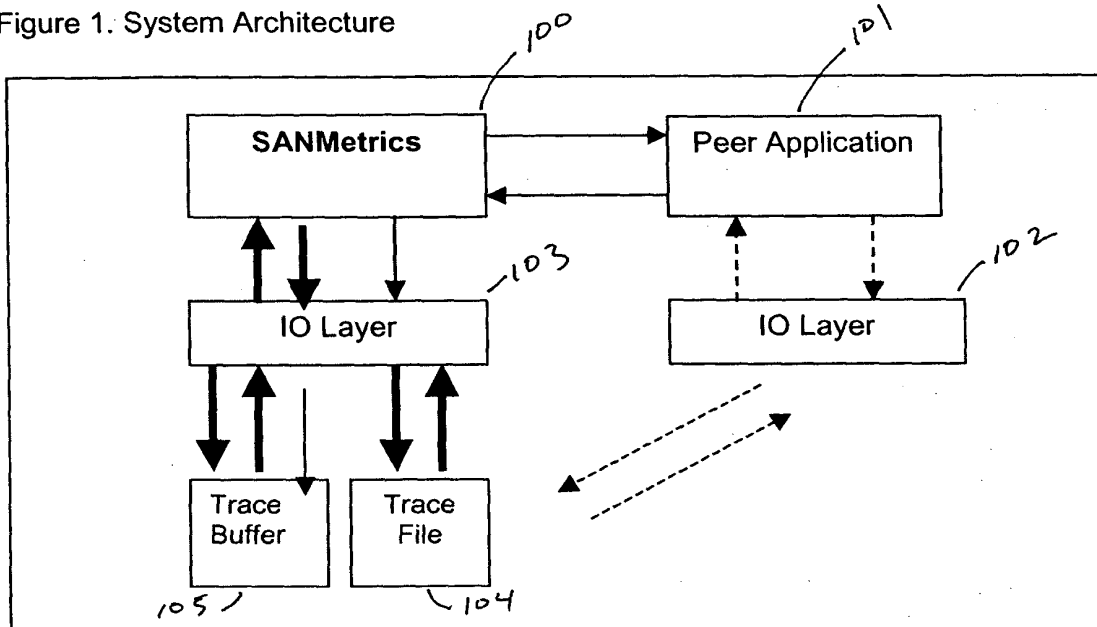 Figure 1. System Architecture
100
101
SANMetrics
Peer Application
103
102
IO Layer
IO Layer
Trace
Buffer
Trace
File
105
104